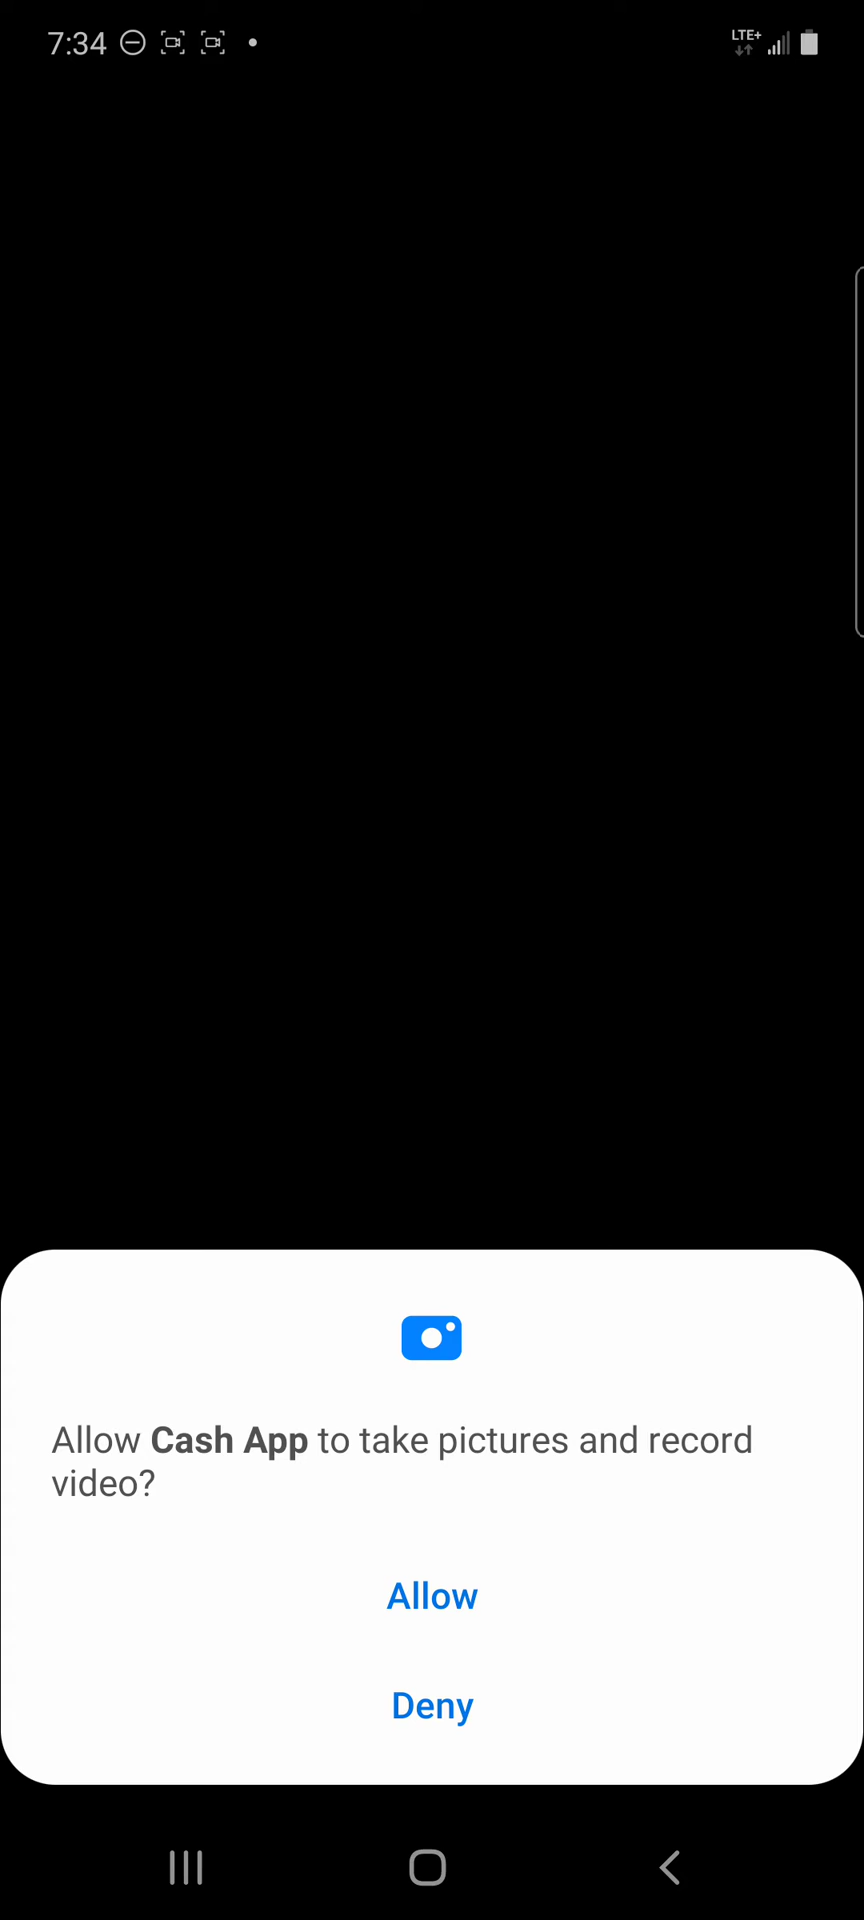 7:34
LTE+
Allow Cash App to take pictures and record
video?
Allow
Deny